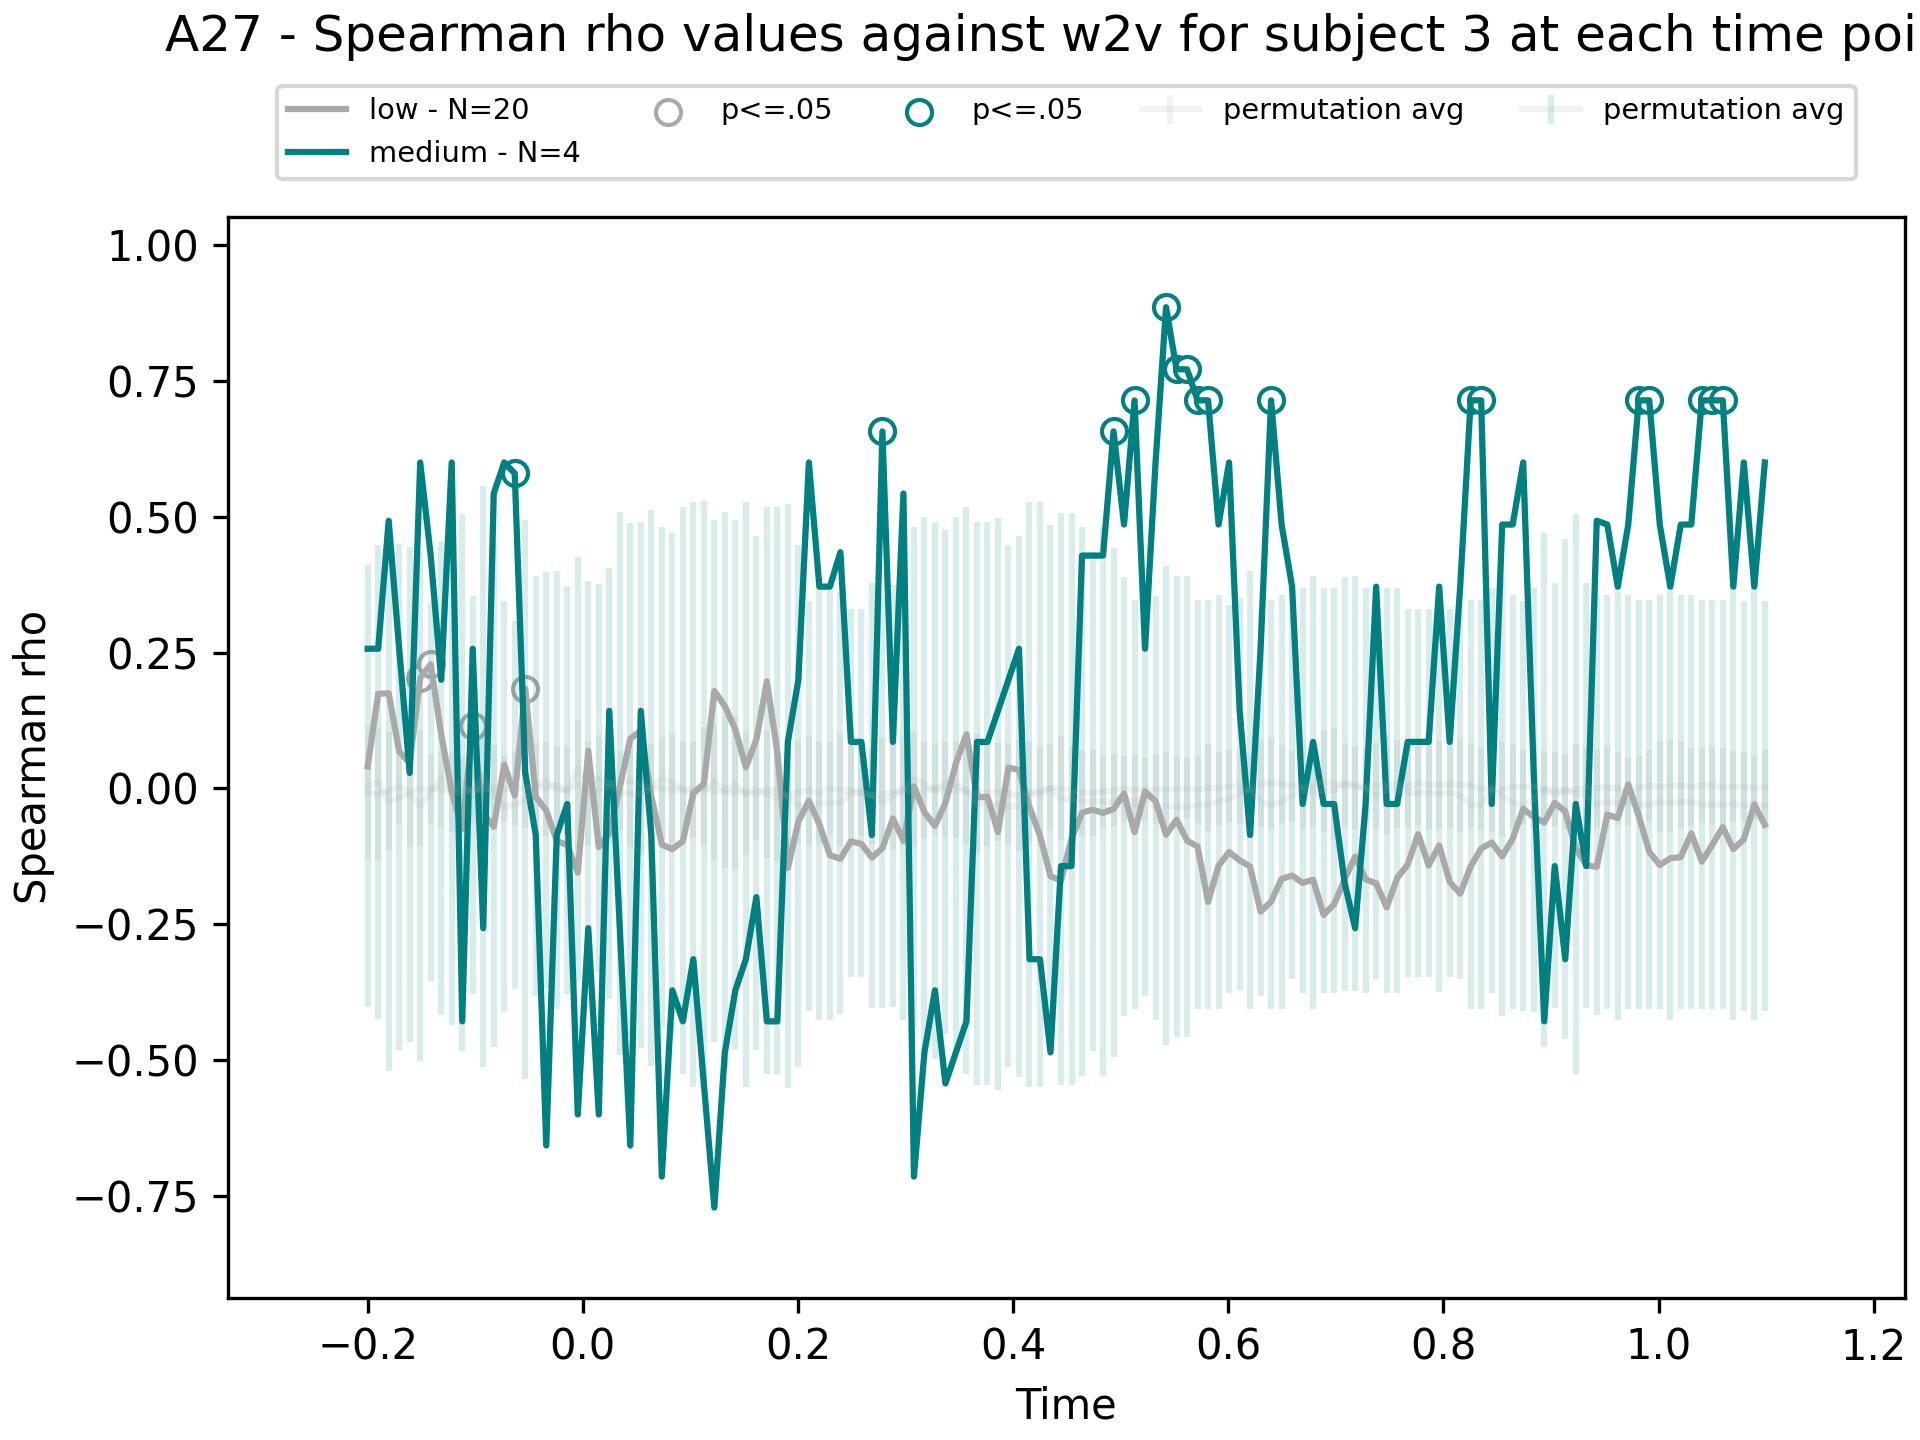 A27 - Spearman rho values against w2v for subject 3 at each time poi
low - N=20
medium - N=4
p<=.05
p<=.05
permutation avg
permutation avg
Spearman rho
1.00
0.75
0.50
0.25
0.00
−0.25
−0.50
−0.75
−0.2
0.0
0.2
0.4
0.6
0.8
1.0
1.2
Time